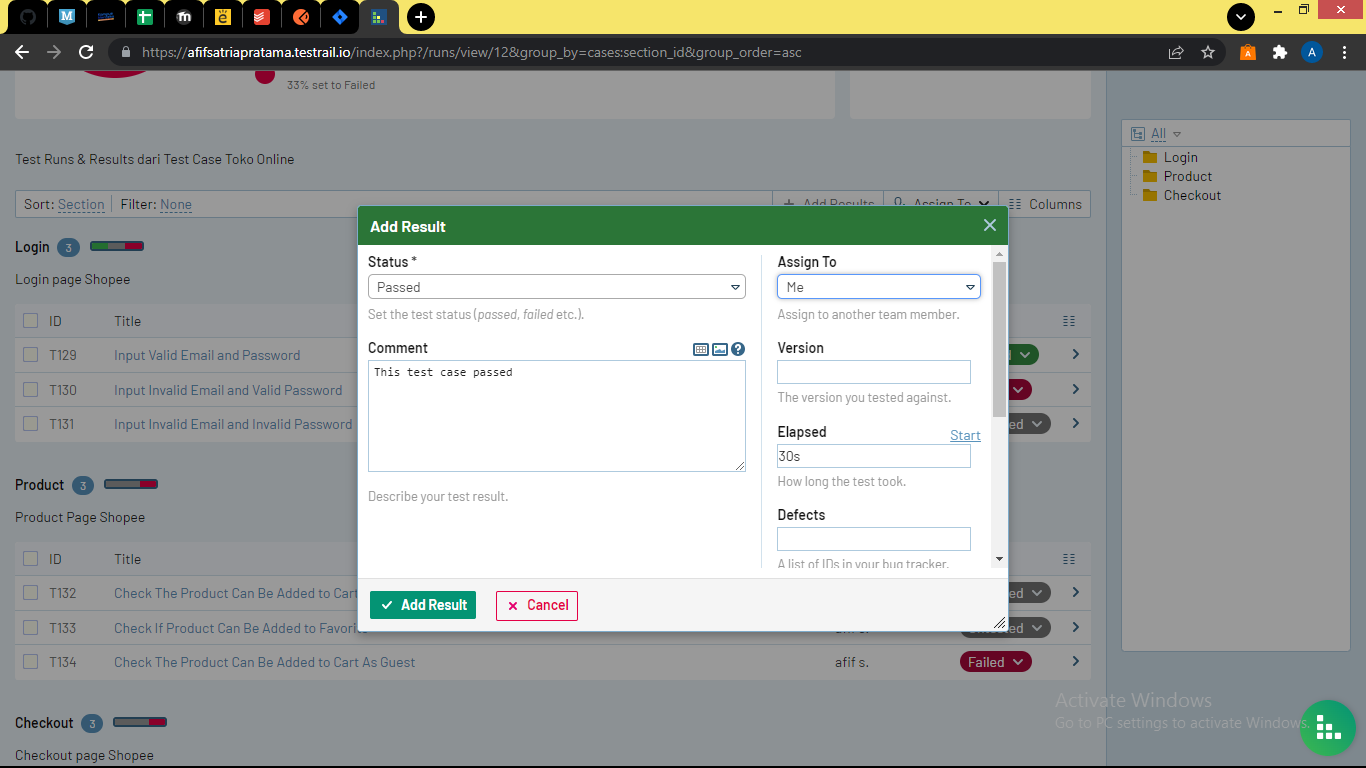 https://afifsatriapratama.testrail.io/index.php?/runs/view/12&group_by=cases:section_id&group_order=asc
A
33% set to Failed
Test Runs & Results dari Test Case Toko Online
Sort: Section Filter: None
Add Results Assign To Columns
Login 3
Login page Shopee
ID Title
T129 Input Valid Email and Password
T130 Input Invalid Email and Valid Password
T131 Input Invalid Email and Invalid Password
Product 3
Product Page Shopee
ID Title
T132 Check The Product Can Be Added to Cart
T133 Check If Product Can Be Added to
T134 Check The Product Can Be Added to Cart As Guest afif s. Failed
Checkout 3
Checkout page Shopee
Add Result
Status *
Passed
Set the test status (passed, failed etc.).
Comment
This test case passed
Describe your test result.
Assign To
Me
Assign to another team member.
Version
The version you tested against.
Elapsed Start
30s
How long the test took.
Defects
A list of IDs in your bug tracker.
Add Result Cancel
All
Login
Product
Checkout
Activate Windows
Go to PC settings to activate Windows.